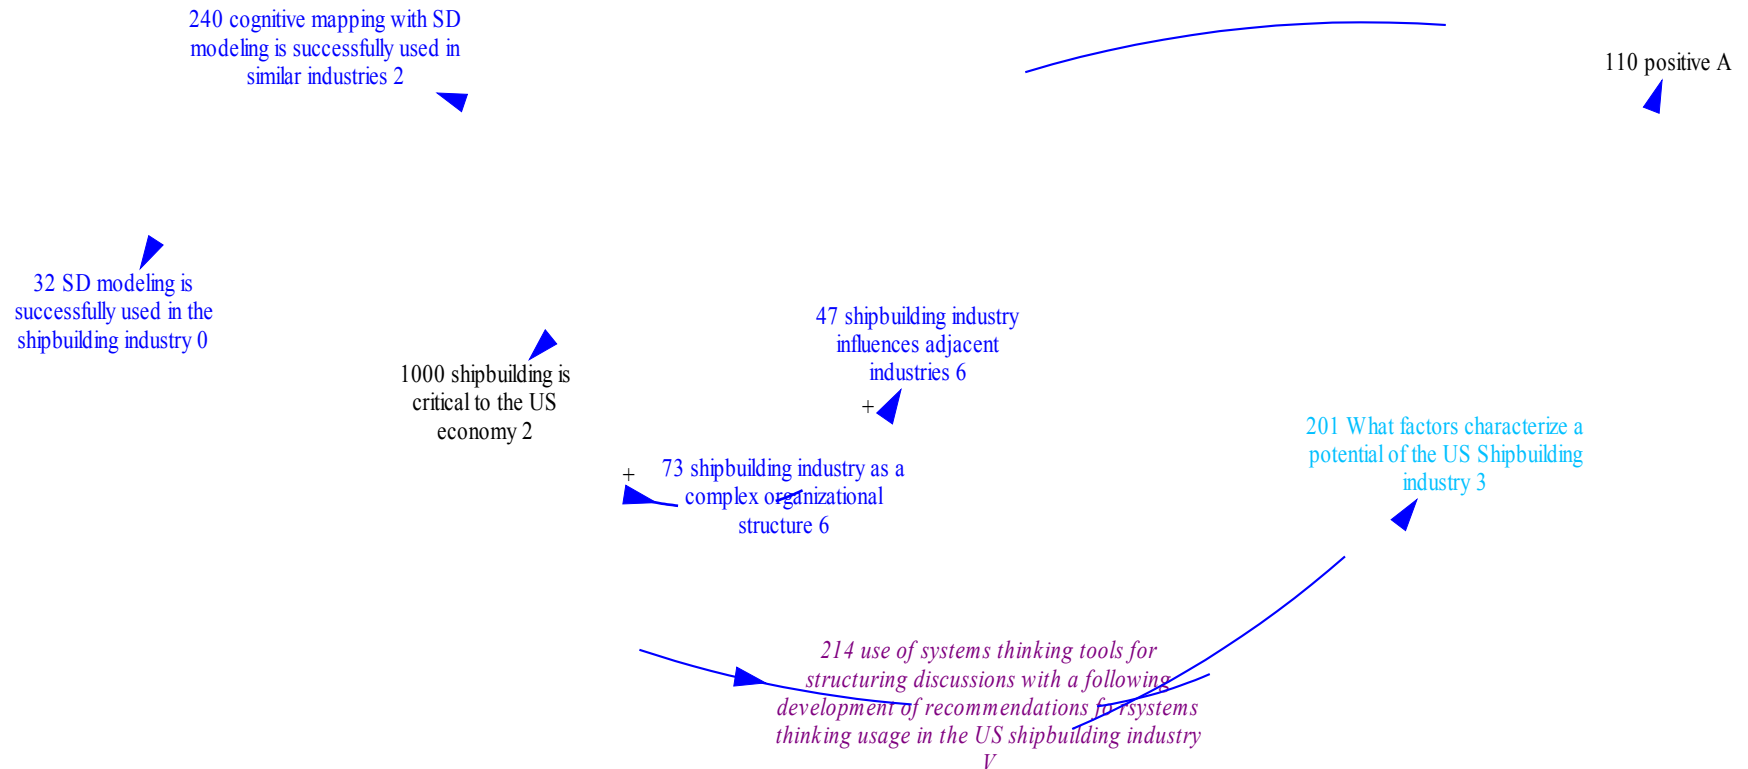 240 cognitive mapping with SD
modeling is successfully used in
similar industries 2
110 positive A
32 SD modeling is
successfully used in the
shipbuilding industry 0
47 shipbuilding industry
influences adjacent
industries 6
+
1000 shipbuilding is
critical to the US
economy 2
+
73 shipbuilding industry as a
complex organizational
structure 6
201 What factors characterize a
potential of the US Shipbuilding
industry 3
214 use of systems thinking tools for
structuring discussions with a following
development of recommendations fo rsystems
thinking usage in the US shipbuilding industry
V